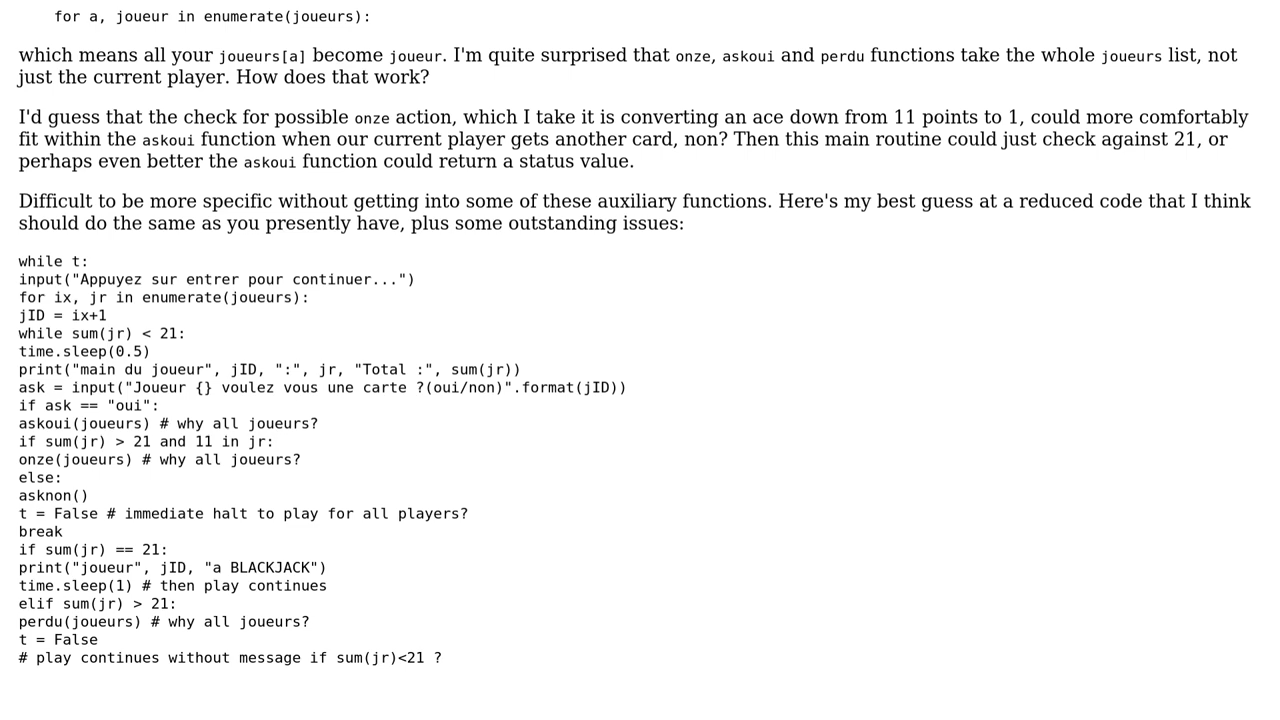 for a, joueur in enumerate(joueurs):
which means all your joueurs[a] become joueur. I'm quite surprised that onze, askoui and perdu functions take the whole joueurs list, not
just the current player. How does that work?
I'd guess that the check for possible onze action, which I take it is converting an ace down from 11 points to 1, could more comfortably
fit within the askoui function when our current player gets another card, non? Then this main routine could just check against 21, or
perhaps even better the askoui function could return a status value.
Difficult to be more specific without getting into some of these auxiliary functions. Here's my best guess at a reduced code that I think
should do the same as you presently have, plus some outstanding issues:
while t:
input("Appuyez sur entrer pour continuer...")
for ix, jr in enumerate(joueurs):
jID = ix+1
while sum(jr) < 21:
time.sleep(0.5)
print("main du joueur", jID, ":", jr, "Total :", sum(jr))
ask = input("Joueur {} voulez vous une carte ?(oui/non)".format(jID))
if ask == "oui":
askoui(joueurs) # why all joueurs?
if sum(jr) > 21 and 11 in jr:
onze(joueurs) # why all joueurs?
else:
asknon()
t = False # immediate halt to play for all players?
break
if sum(jr) == 21:
print("joueur", jID, "a BLACKJACK")
time.sleep(1) # then play continues
elif sum(jr) > 21:
perdu(joueurs) # why all joueurs?
t = False
# play continues without message if sum(jr)<21 ?